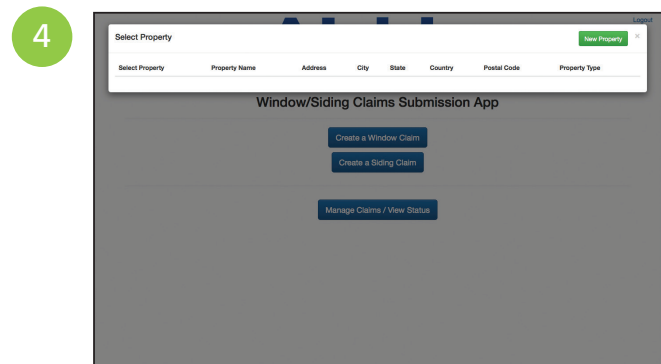 4
Logout
Select Property
New Property ×
Select Property Property Name Address City State Country Postal Code Property Type
Window/Siding Claims Submission App
Create a Window Claim
Create a Siding Claim
Manage Claims / View Status